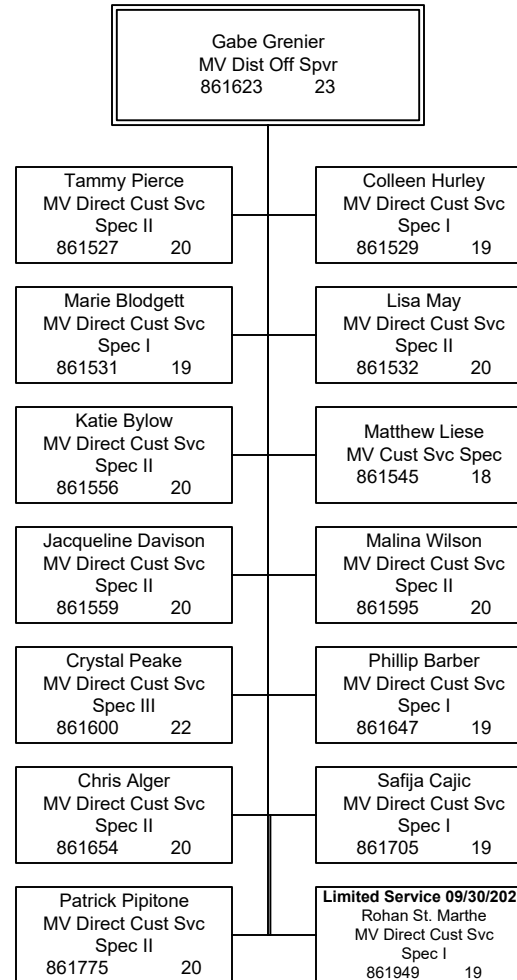 Gabe Grenier
MV Dist Off Spvr
861623 23
Tammy Pierce
MV Direct Cust Svc
Spec II
861527 20
Colleen Hurley
MV Direct Cust Svc
Spec I
861529 19
Marie Blodgett
MV Direct Cust Svc
Spec I
861531 19
Lisa May
MV Direct Cust Svc
Spec II
861532 20
Katie Bylow
MV Direct Cust Svc
Spec II
861556 20
Matthew Liese
MV Cust Svc Spec
861545 18
Jacqueline Davison
MV Direct Cust Svc
Spec II
861559 20
Malina Wilson
MV Direct Cust Svc
Spec II
861595 20
Crystal Peake
MV Direct Cust Svc
Spec III
861600 22
Phillip Barber
MV Direct Cust Svc
Spec I
861647 19
Chris Alger
MV Direct Cust Svc
Spec II
861654 20
Safija Cajic
MV Direct Cust Svc
Spec I
861705 19
Patrick Pipitone
MV Direct Cust Svc
Spec II
861775 20
Limited Service 09/30/202
Rohan St. Marthe
MV Direct Cust Svc
Spec I
861949 19